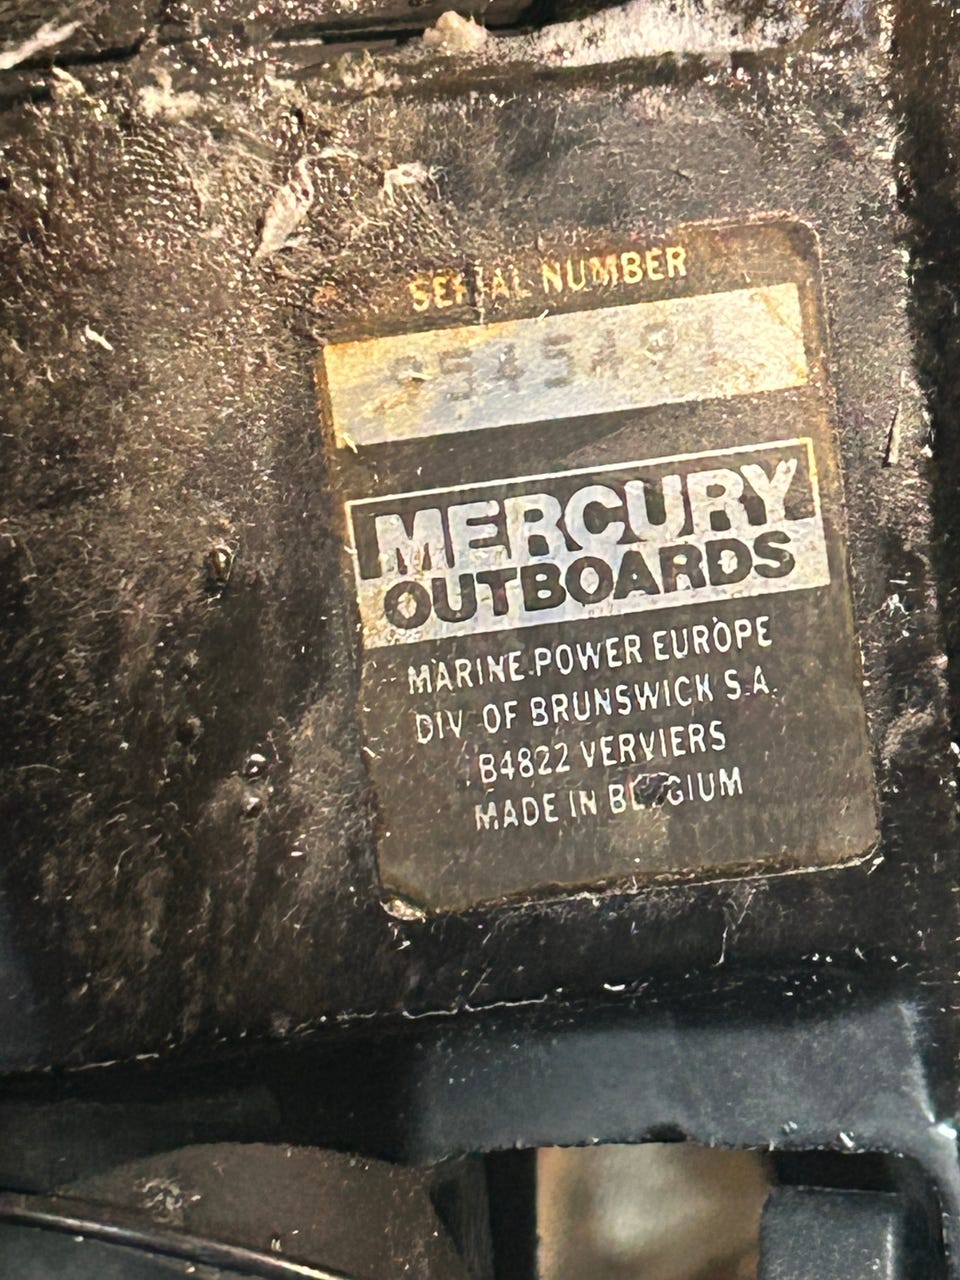 SERIAL NUMBER
MERCURY
OUTBOARDS
MARINE POWER EUROPE
DIV. OF BRUNSWICK S.A.
B4822 VERVIERS
MADE IN BELGIUM